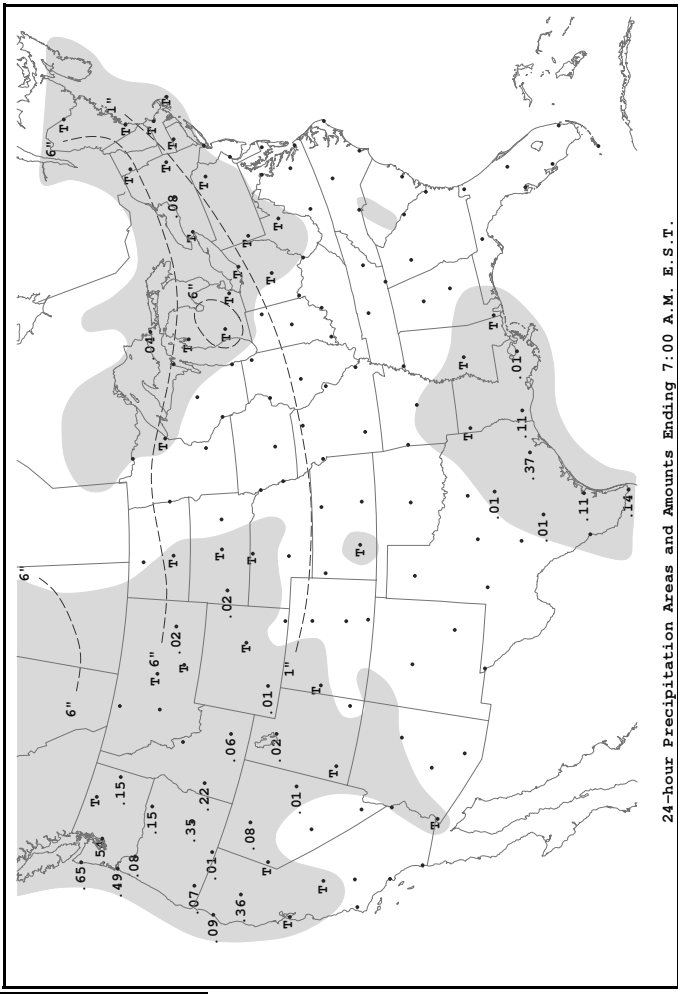 6"
6"
T
6"
.65
T
.54
1"
.49
.15
T
T
.08
.04
T
.15
T 6"
T
T
T
.08
T
T
.02
T
T
.35
T
6"
.07
.22
T
.01
.09
T
T
T
.02
.06
T
.36
T
T
.08
T
.01
T
T
.02
T
T
1"
.01
T
T
T
T
T
T
T
T
.01
.01
.11
.37
.01
.11
.14
24-hour Precipitation Areas and Amounts Ending 7:00 A.M. E.S.T.